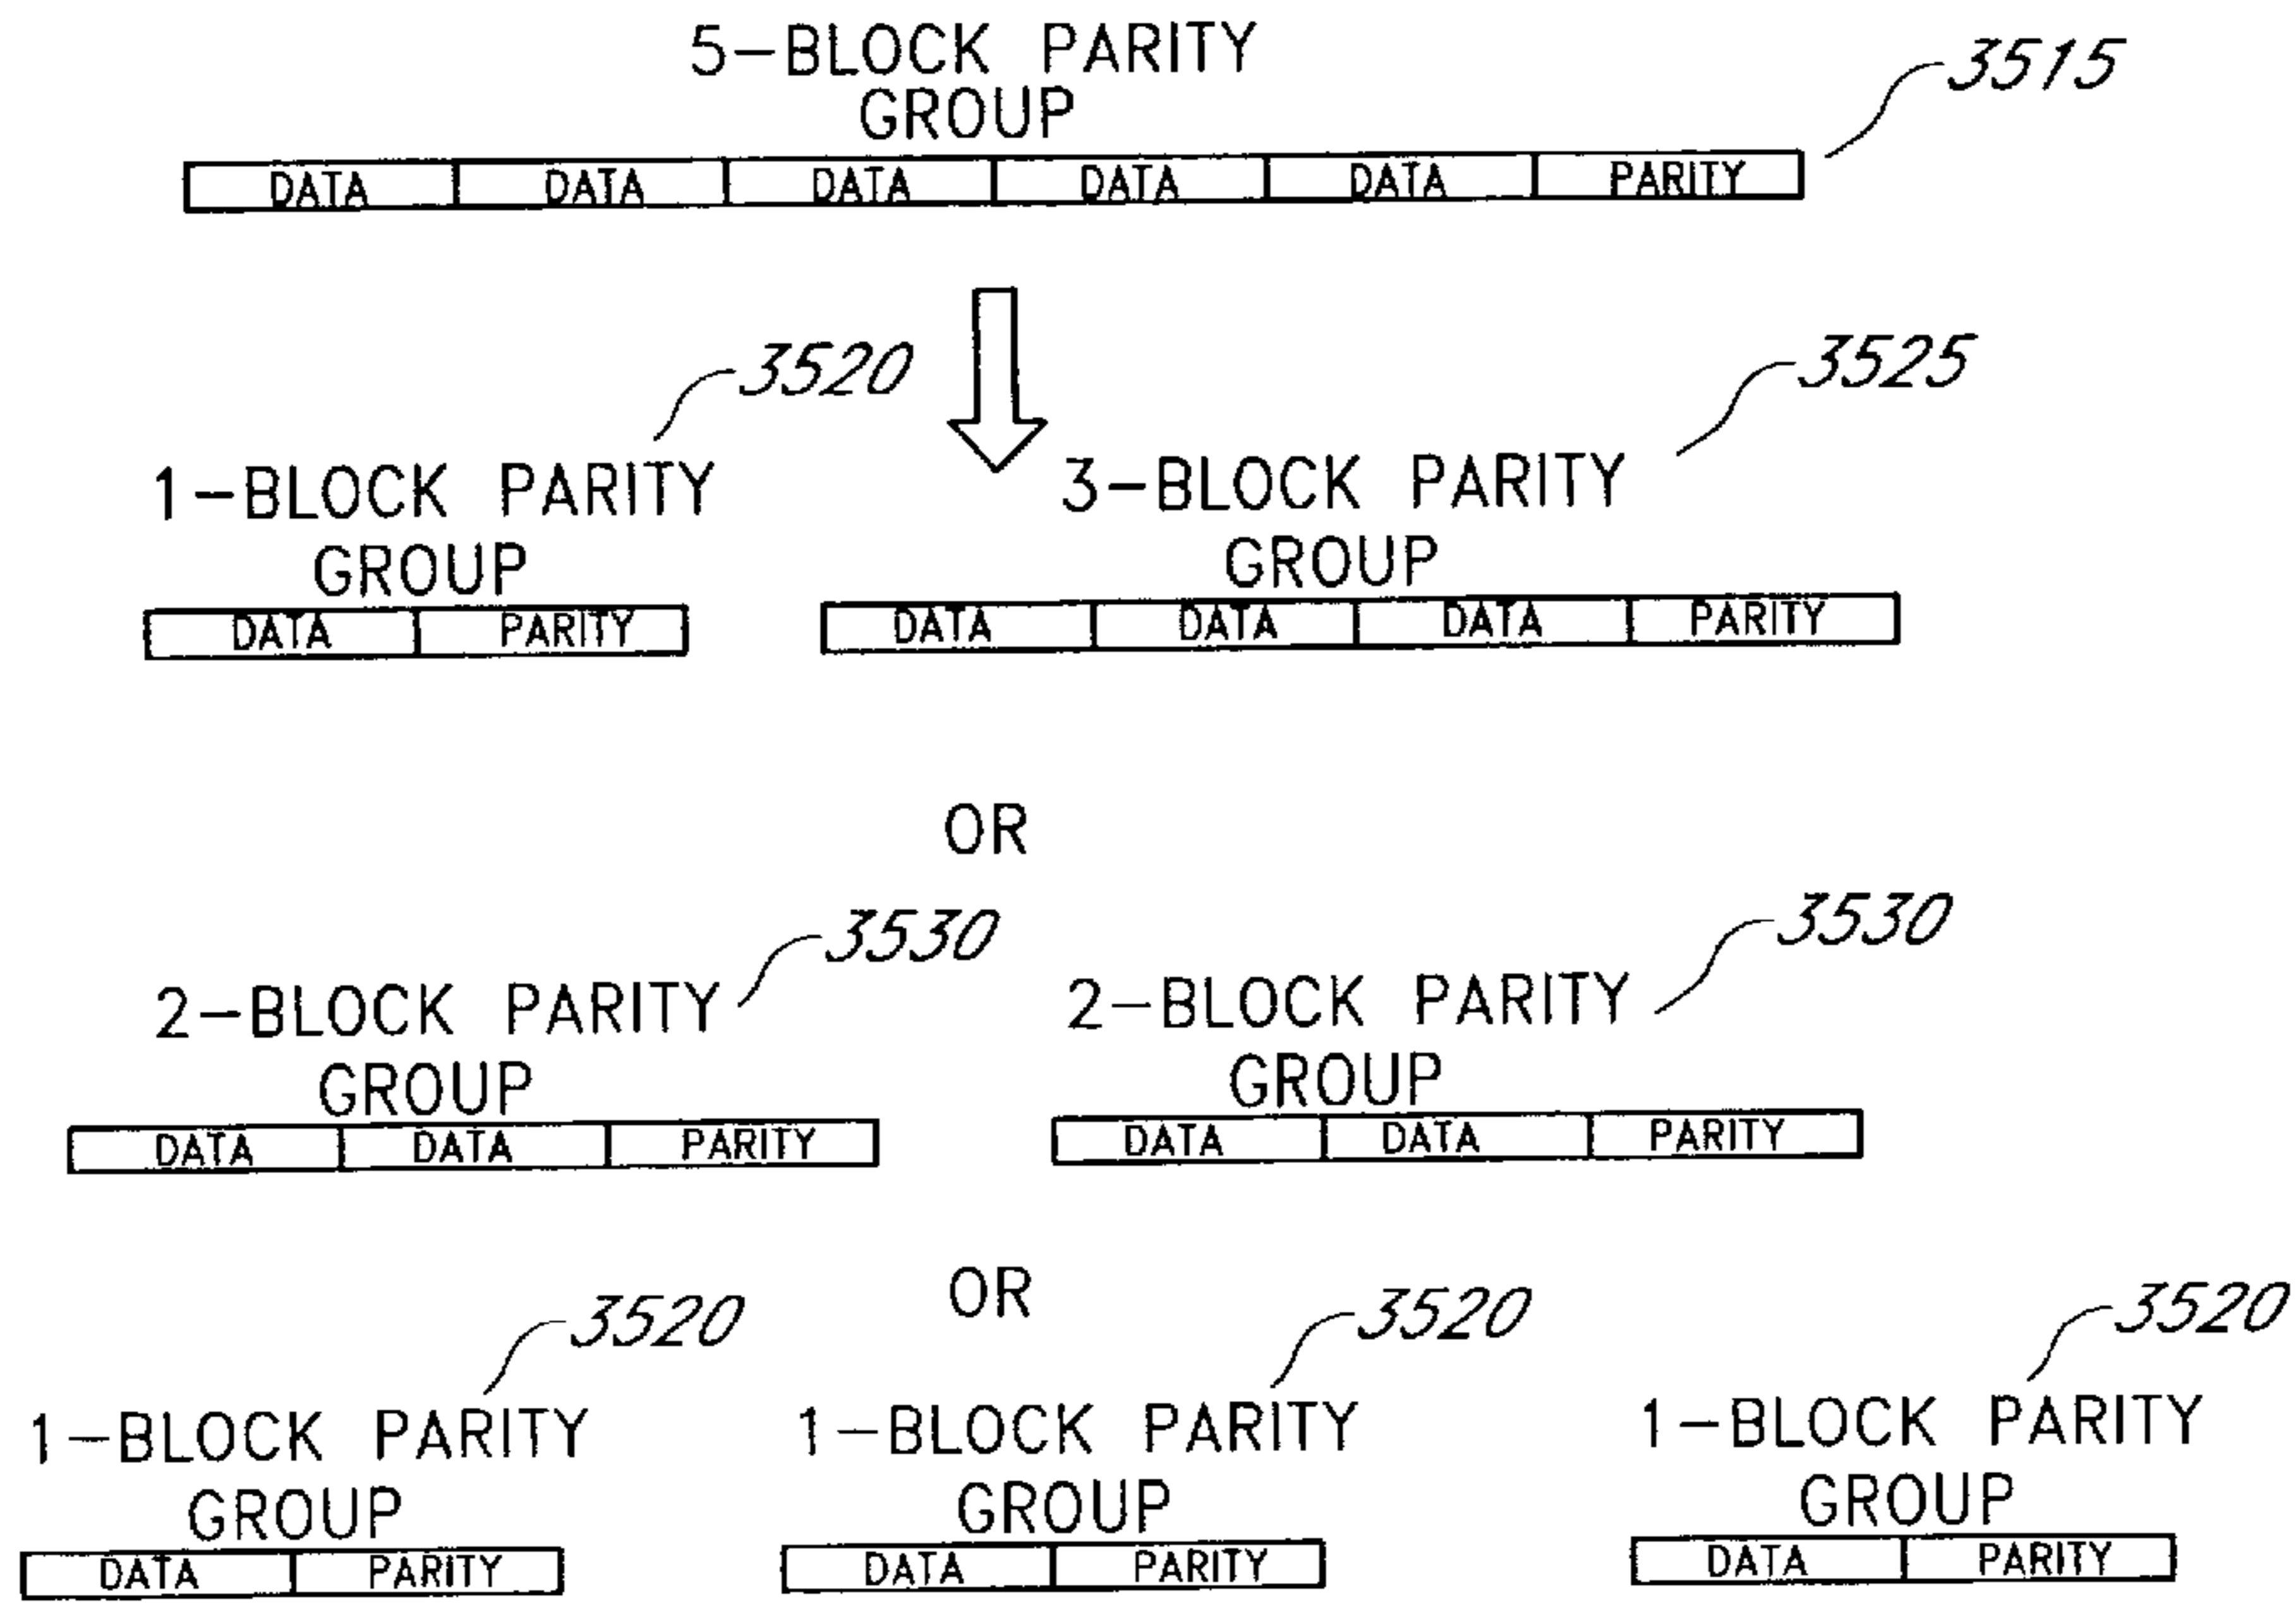 5-BLOCK PARITY
GROUP
3515
DATA DATA DATA DATA DATA PARITY
3520
3525
1-BLOCK PARITY
GROUP
3-BLOCK PARITY
GROUP
DATA PARITY
DATA DATA DATA PARITY
OR
3530
3530
2-BLOCK PARITY
GROUP
2-BLOCK PARITY
GROUP
DATA DATA PARITY
DATA DATA PARITY
OR
3520
3520
3520
1-BLOCK PARITY
GROUP
1-BLOCK PARITY
GROUP
1-BLOCK PARITY
GROUP
DATA PARITY
DATA PARITY
DATA PARITY